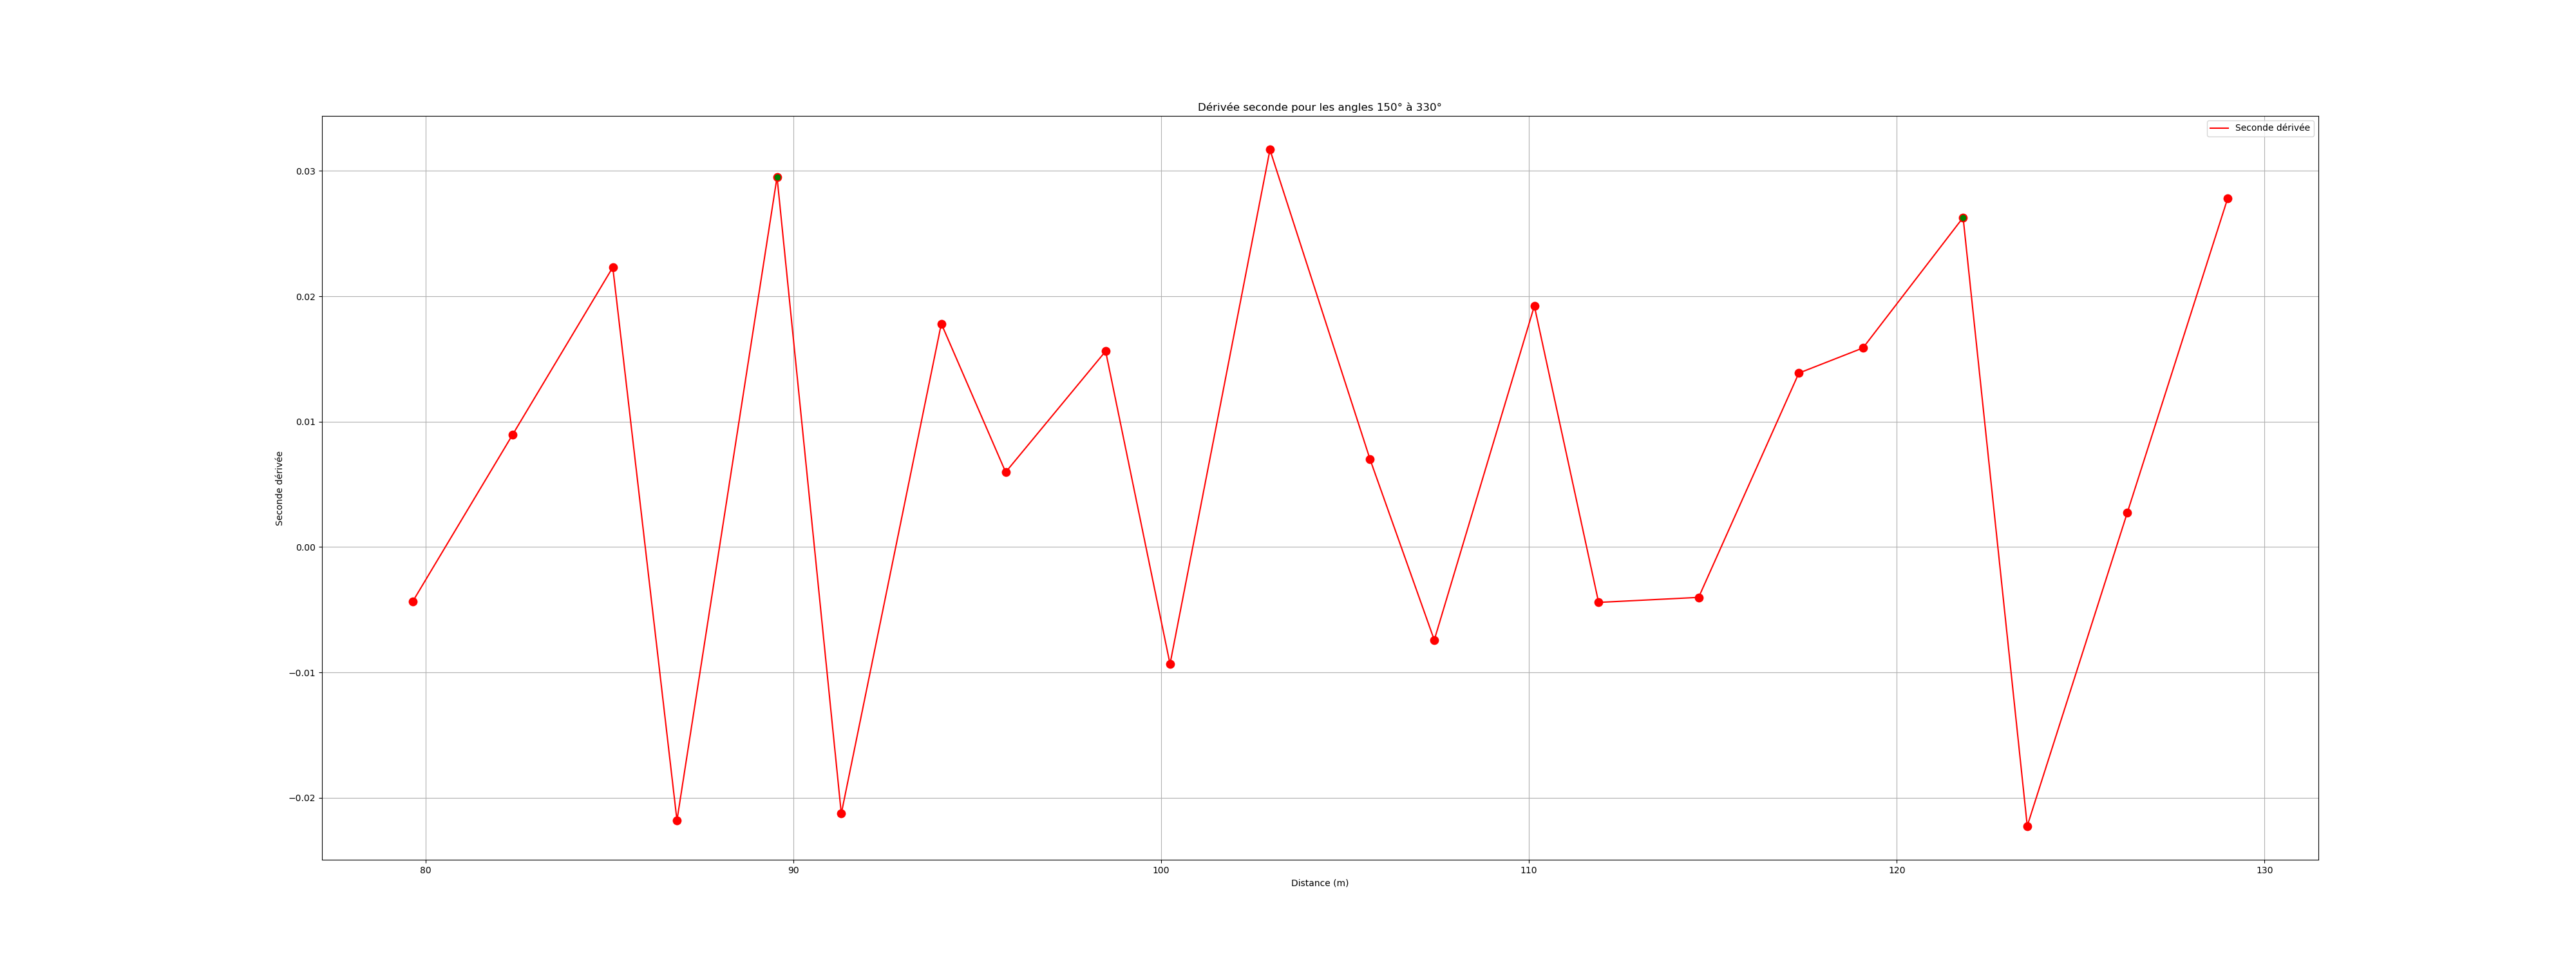 Dérivée seconde pour les angles 150° à 330°
Seconde dérivée
0.03
0.02
0.01
0.00
−0.01
−0.02
Seconde dérivée
80 90 100 110 120 130
Distance (m)